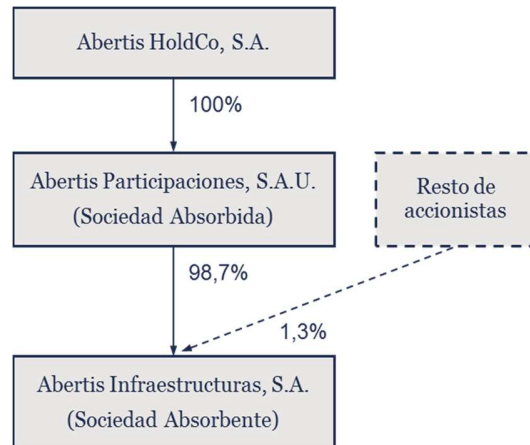 Abertis HoldCo, S.A.
100%
Abertis Participaciones, S.A.U.
(Sociedad Absorbida)
Resto de
accionistas
98,7%
1,3%
Abertis Infraestructuras, S.A.
(Sociedad Absorbente)